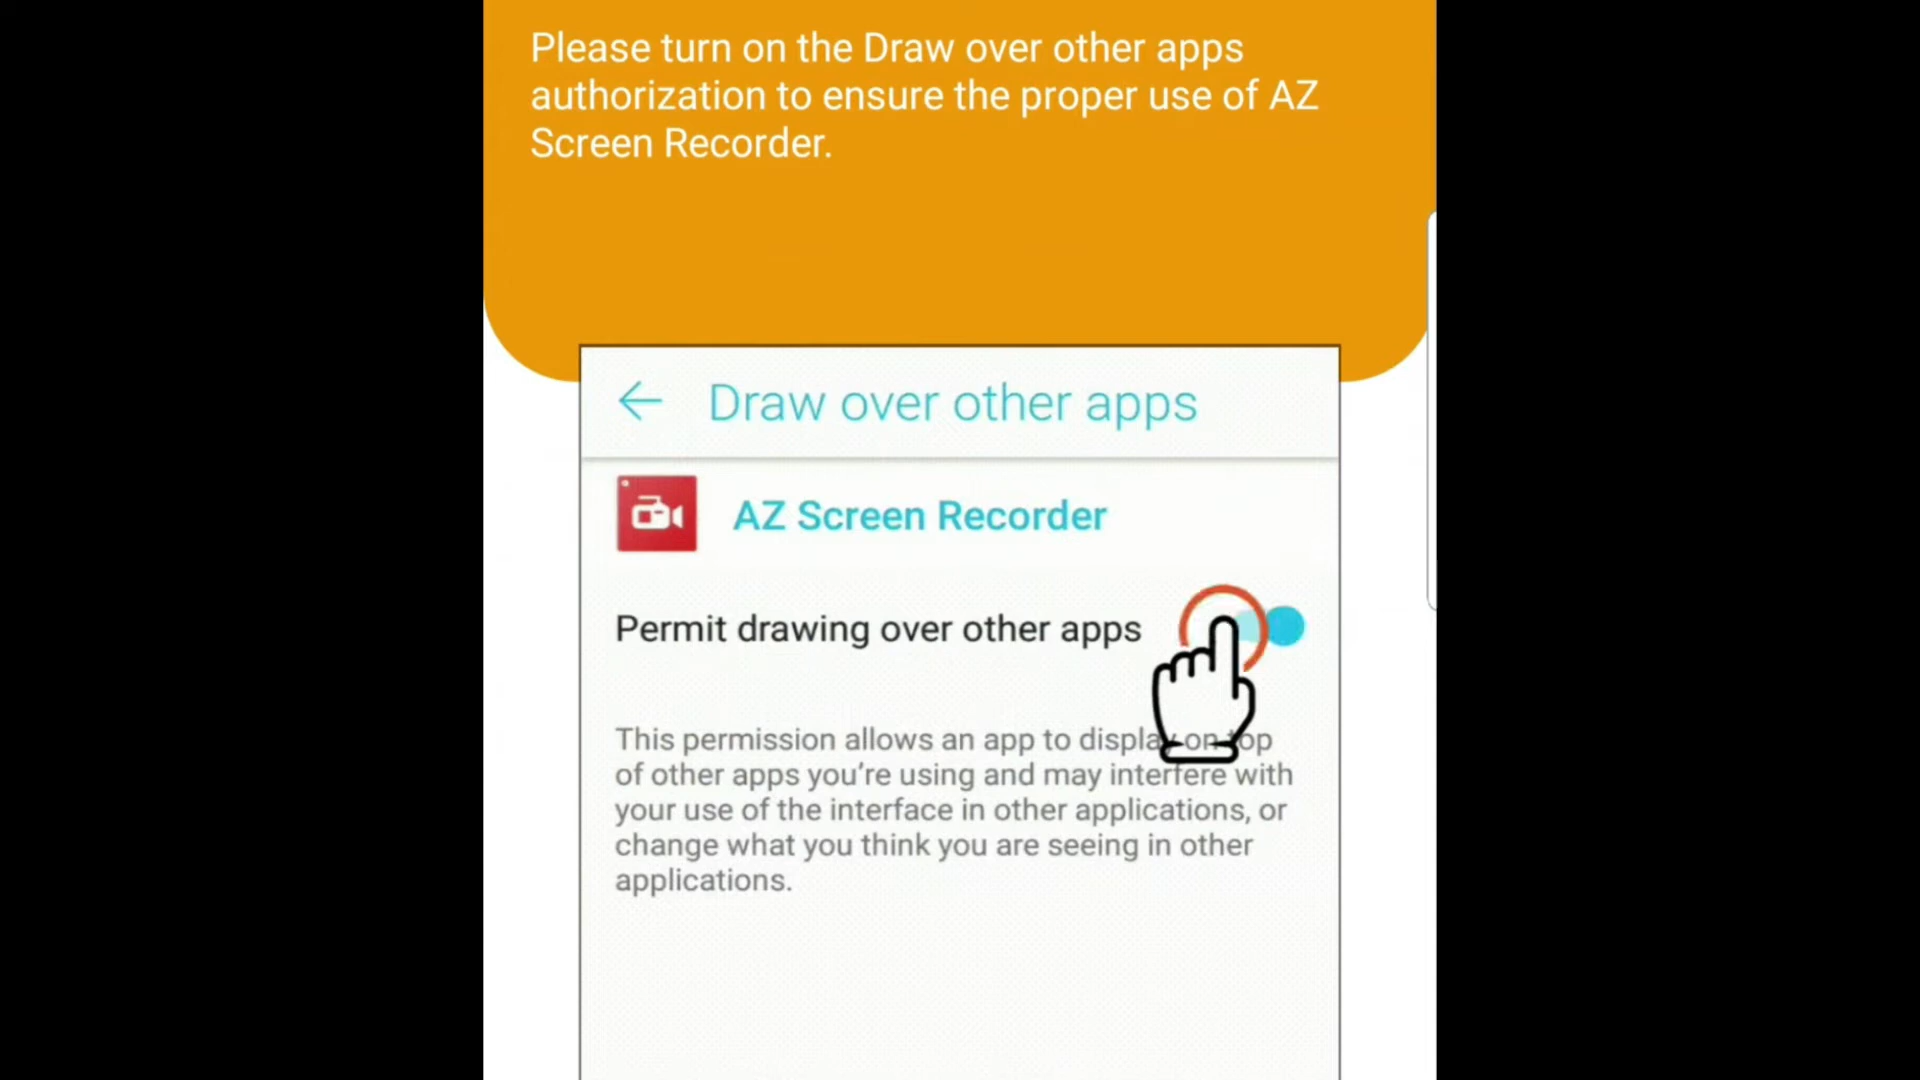 Please turn on the Draw over other apps
authorization to ensure the proper use of AZ
Screen Recorder.
Draw over other apps
AZ Screen Recorder
Permit drawing over other apps
This permission allows an app to display on top
of other apps you’re using and may interfere with
your use of the interface in other applications, or
change what you think you are seeing in other
applications.